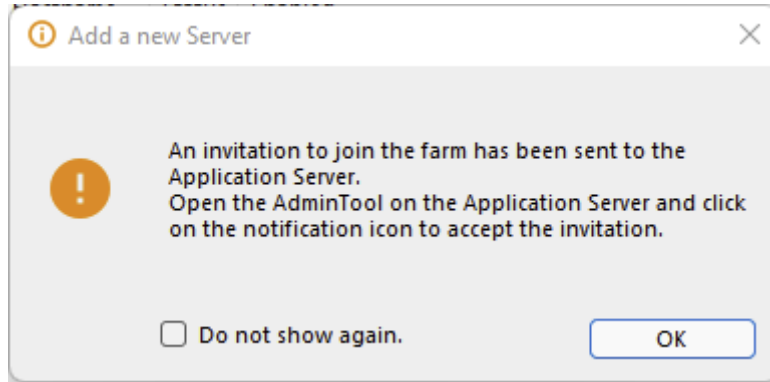 Add a new Server
An invitation to join the farm has been sent to the
Application Server.
Open the AdminTool on the Application Server and click
on the notification icon to accept the invitation.
Do not show again.
OK